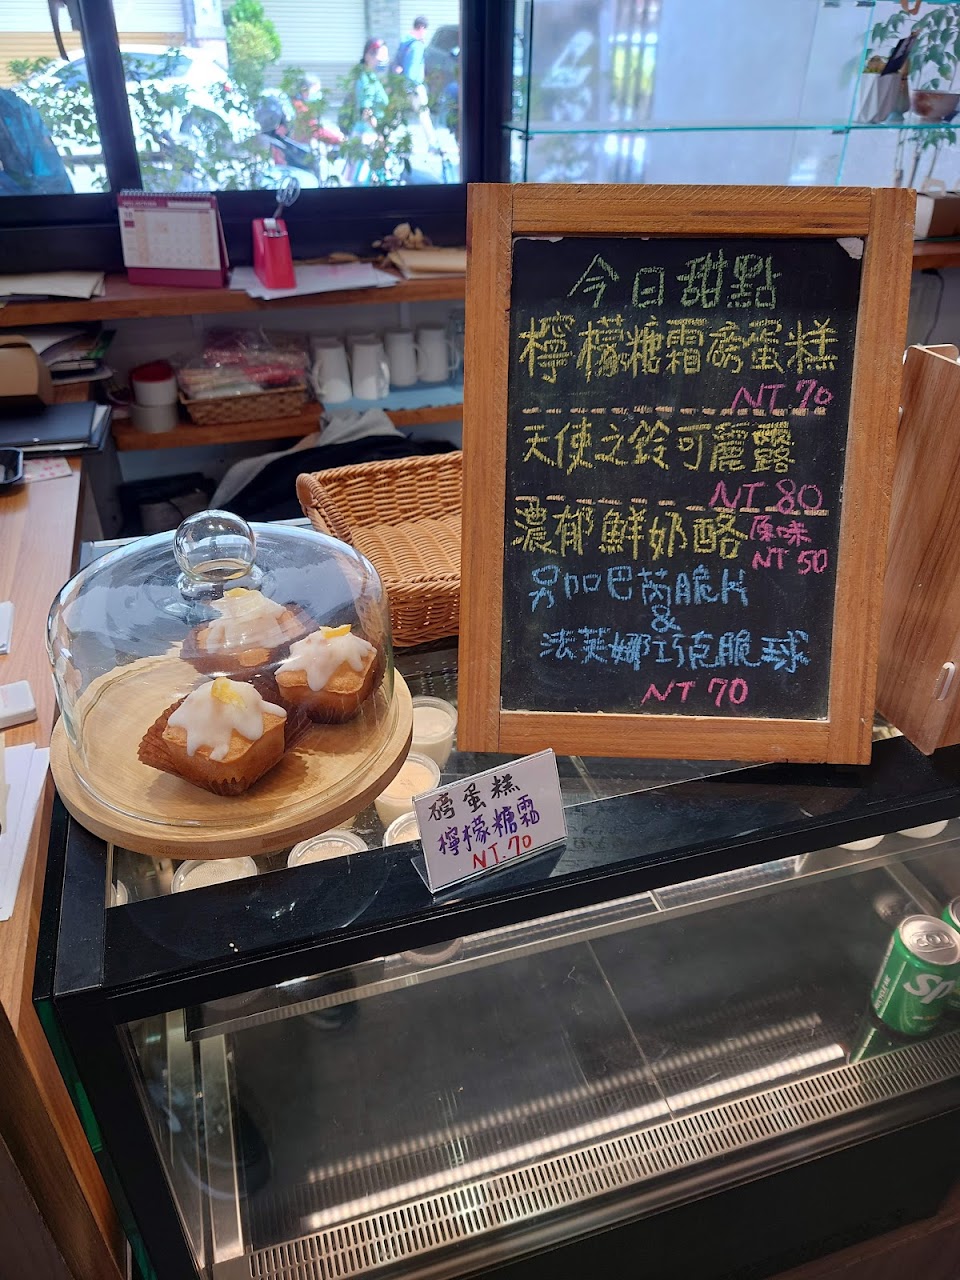 今日甜點
檸檬糖霜磅蛋糕
NT.70
天使之鈴可麗露
NT.80
濃郁鮮奶酪 原味
NT 50
另加巴芮脆片
&
法芙娜巧克脆球
NT 70
磅蛋糕
檸檬糖霜
NT.70
Sp